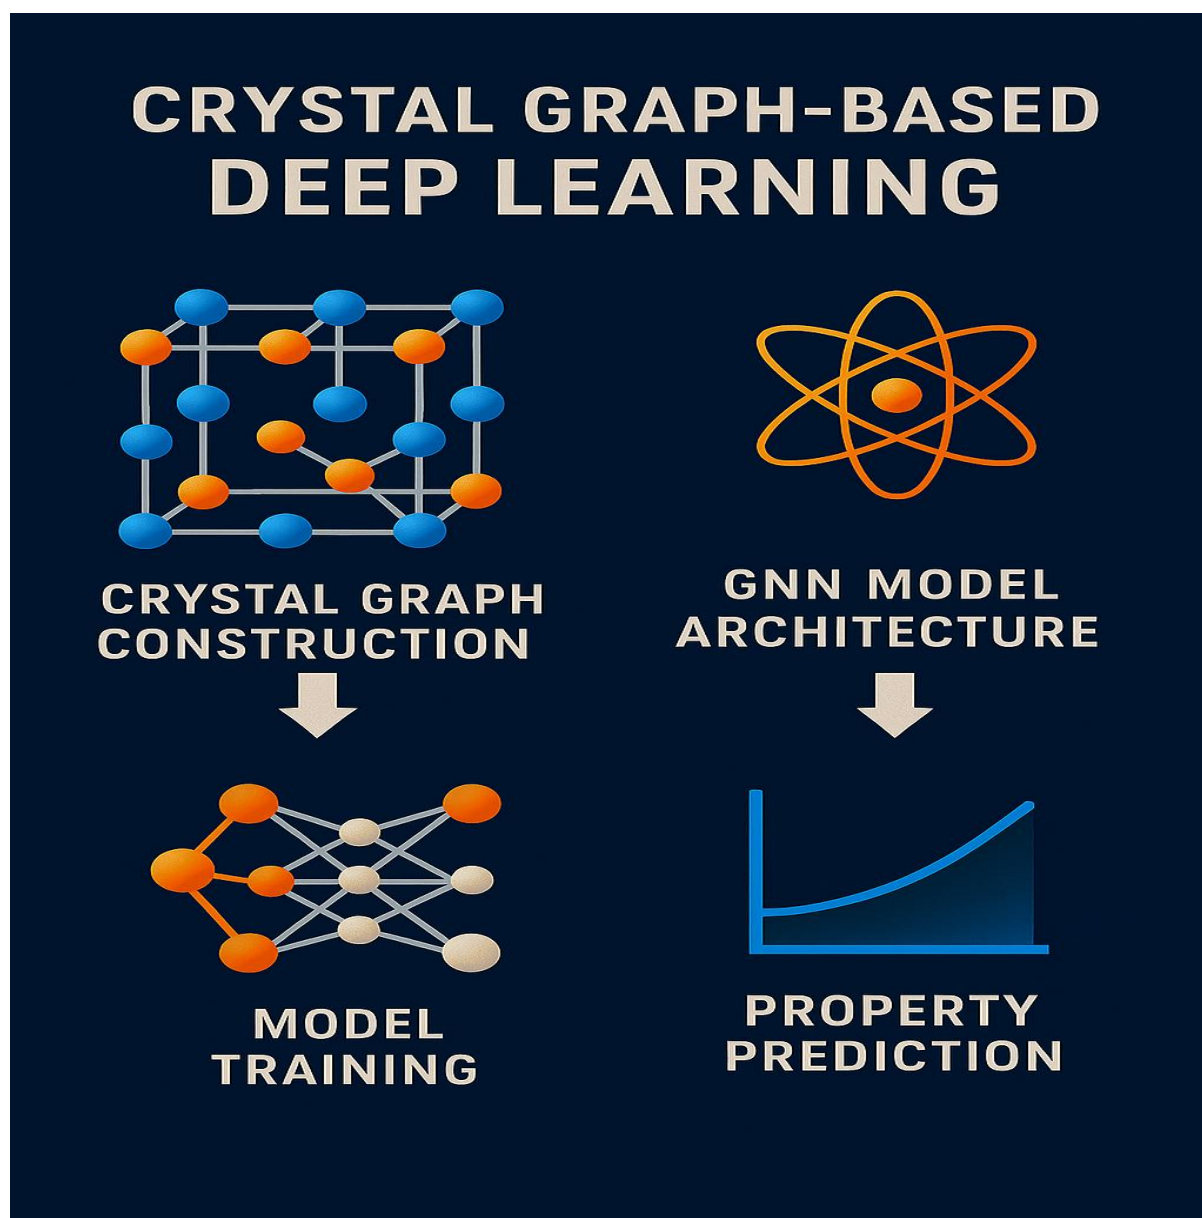 CRYSTAL GRAPH-BASED
DEEP LEARNING
CRYSTAL GRAPH
CONSTRUCTION
GNN MODEL
ARCHITECTURE
MODEL
TRAINING
PROPERTY
PREDICTION